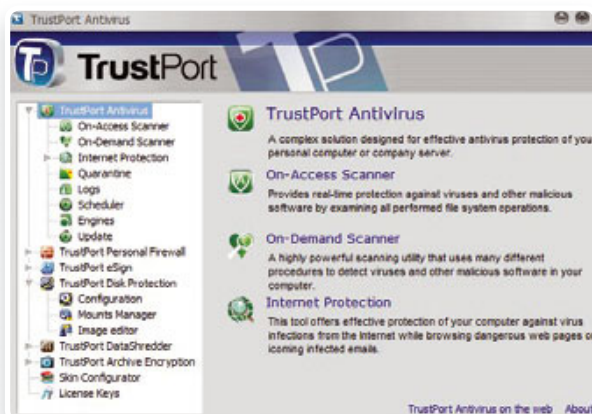 TrustPort Antivirus
TP
TrustPort
TrustPort Antivirus
On-Access Scanner
On-Demand Scanner
Internet Protection
Quarantine
Logs
Scheduler
Engines
Update
TrustPort Personal Firewall
TrustPort eSign
TrustPort Disk Protection
Configuration
Mounts Manager
Image editor
TrustPort DataShredder
TrustPort Archive Encryption
Skin Configurator
License Keys
TrustPort Antivirus
A complex solution designed for effective antivirus protection of you
personal computer or company server.
On-Access Scanner
Provides real-time protection against viruses and other malicious
software by examining all performed file system operations.
On-Demand Scanner
A highly powerful scanning utility that uses many different
procedures to detect viruses and other malicious software in your
computer.
Internet Protection
This tool offers effective protection of your computer against virus
infections from the Internet while browsing dangerous web pages o
icoming infected emails.
TrustPort Antivirus on the web About